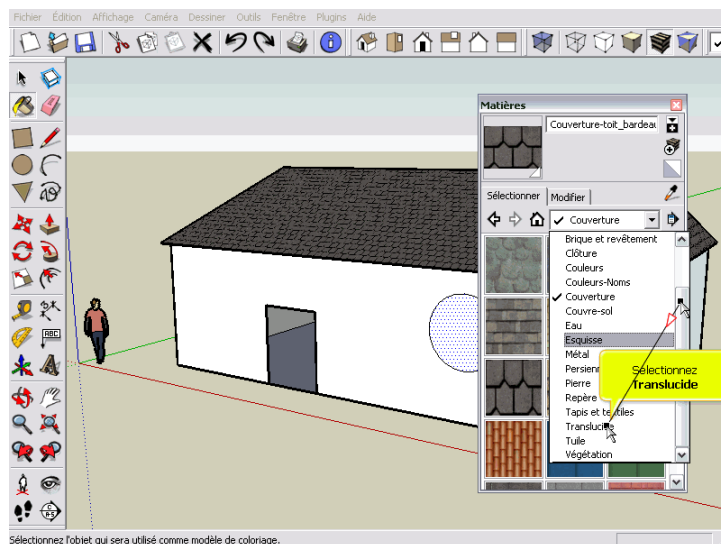 Fichier Édition Affichage Caméra Dessiner Outils Fenêtre Plugins Aide
Matières
Couverture-toit_bardeau
Sélectionner Modifier
Couverture
Brique et revêtement
Clôture
Couleurs
Couleurs-Noms
Couverture
Couvre-sol
Eau
Esquisse
Métal
Persienn
Pierre
Repère
Tapis et textiles
Translucide
Tuile
Végétation
Sélectionnez
Translucide
ABC
A
Sélectionnez l'objet qui sera utilisé comme modèle de coloriage.